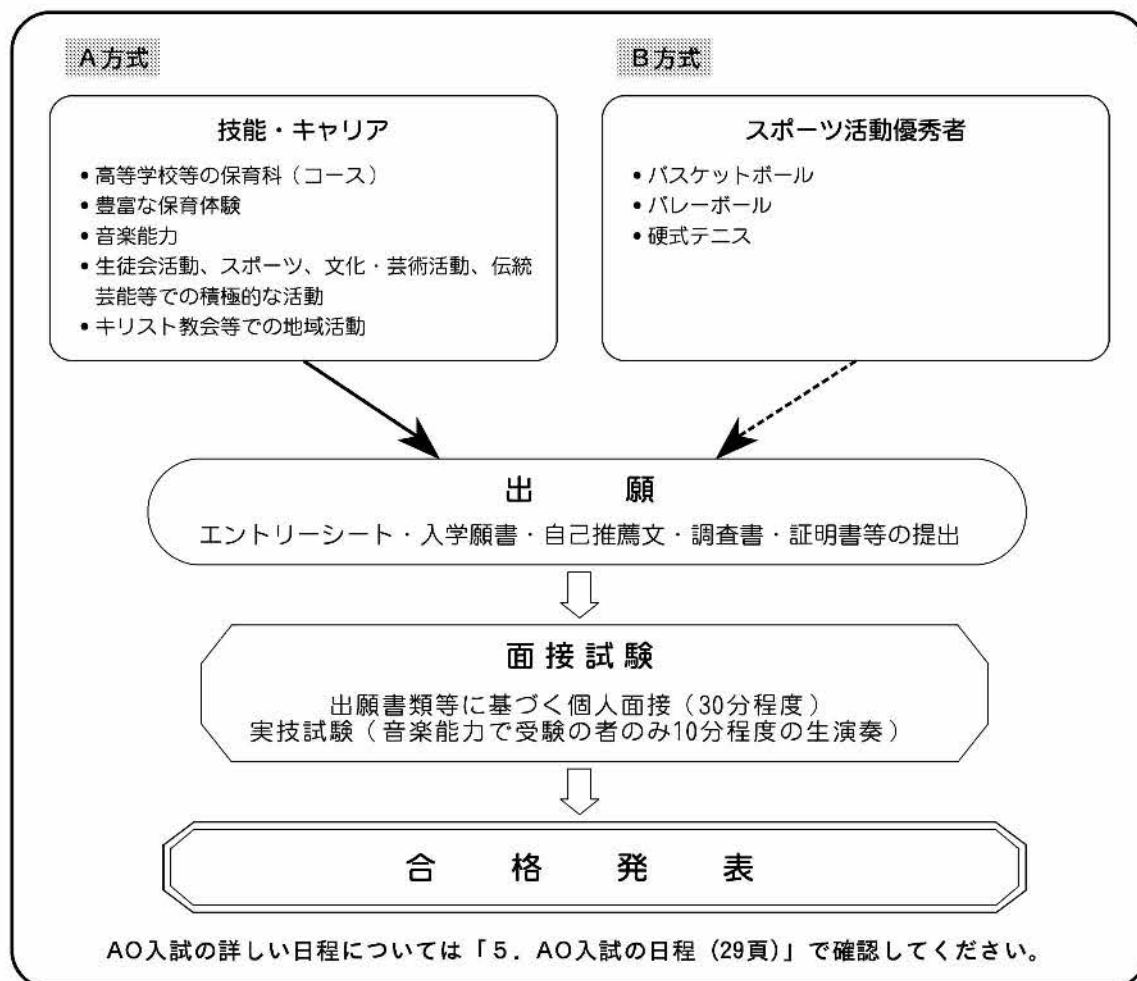 A方式
技能・キャリア
• 高等学校等の保育科（コース）
• 豊富な保育体験
• 音楽能力
• 生徒会活動、スポーツ、文化・芸術活動、伝統
芸能等での積極的な活動
• キリスト教会等での地域活動
B方式
スポーツ活動優秀者
• バスケットボール
• バレーボール
• 硬式テニス
出　願
エントリーシート・入学願書・自己推薦文・調査書・証明書等の提出
面接試験
出願書類等に基づく個人面接（30分程度）
実技試験（音楽能力で受験の者のみ10分程度の生演奏）
合　格　発　表
AO入試の詳しい日程については「5．AO入試の日程（29頁）」で確認してください。